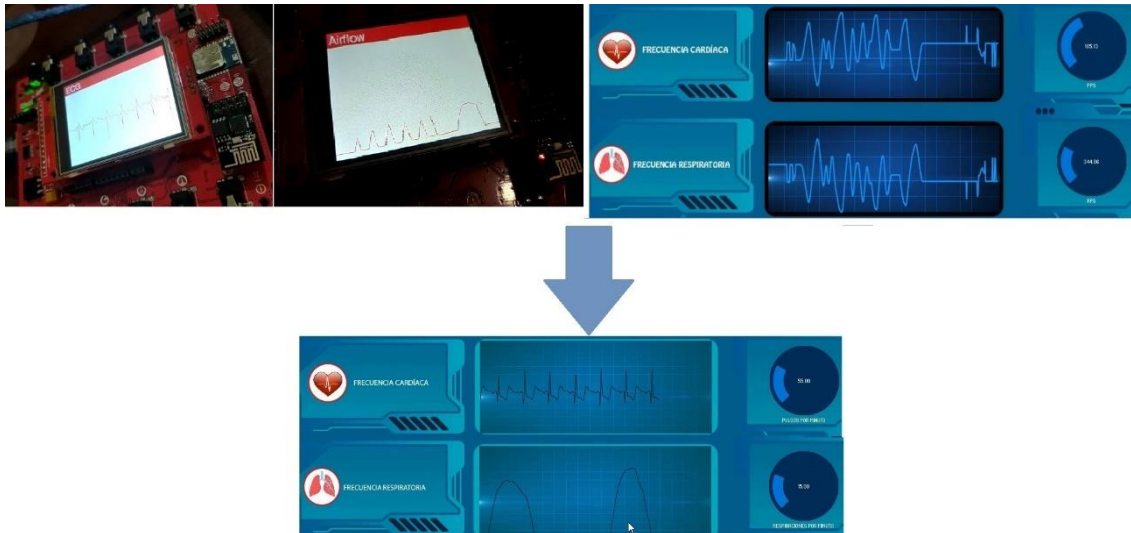 ECG
Airflow
FRECUENCIA CARDÍACA
PPS
FRECUENCIA RESPIRATORIA
RPS
FRECUENCIA CARDÍACA
55.00
PULSOS POR MINUTO
FRECUENCIA RESPIRATORIA
15.00
RESPIRACIONES POR MINUTO